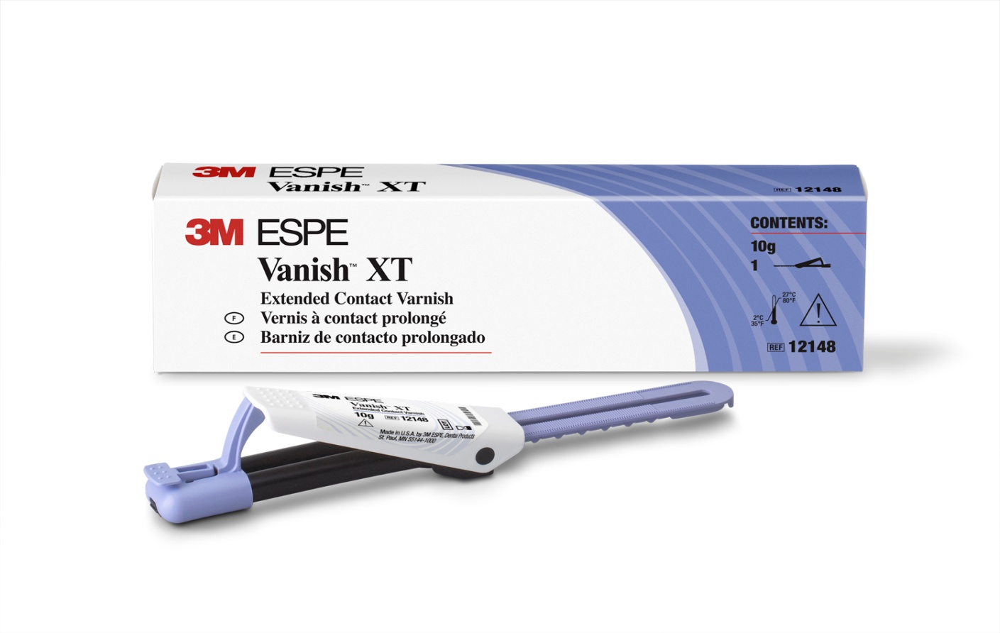 3M ESPE
Vanish™ XT
REF 12148
3M ESPE
Vanish™ XT
Extended Contact Varnish
F Vernis à contact prolongé
E Barniz de contacto prolongado
CONTENTS:
10g
1
27°C
80°F
2°C
35°F
!
REF 12148
3M ESPE
Vanish™ XT
Extended Contact Varnish
10g REF 12148
!
LOT
Made in U.S.A. by 3M ESPE Dental Products
St. Paul, MN 55144-1000